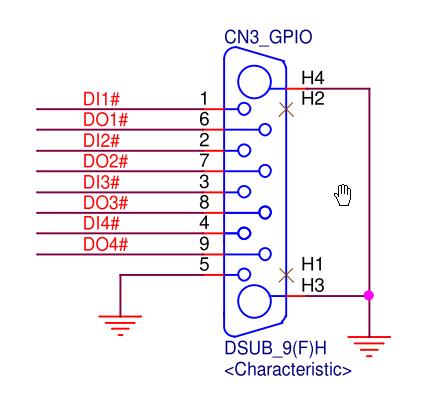 CN3_GPIO
H4
DI1# 1
H2
DO1# 6
DI2# 2
DO2# 7
DI3# 3
DO3# 8
DI4# 4
DO4# 9
5
H1
H3
DSUB_9(F)H
<Characteristic>